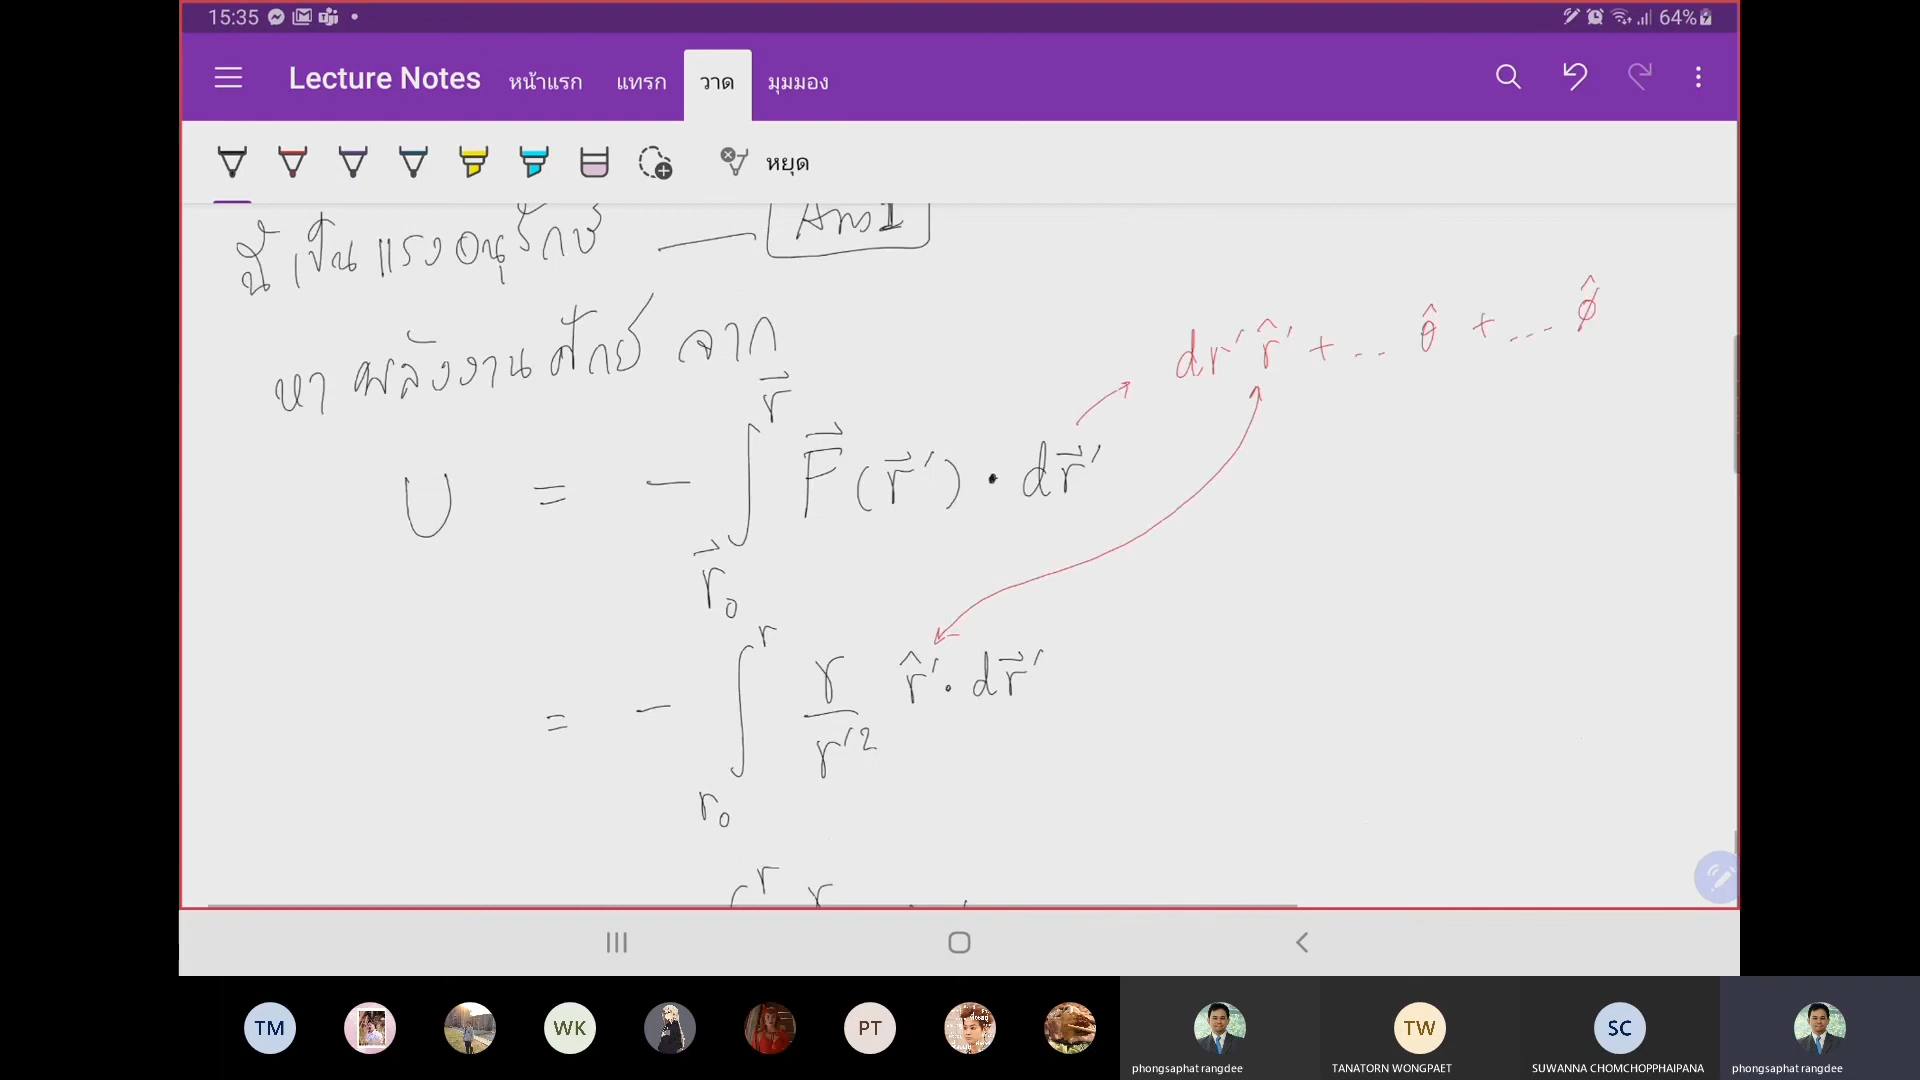 15:35 64%
Lecture Notes หน้าแรก แทรก วาด มุมมอง
หยุด
นี้เป็นแรงอนุรักษ์ — Ans1
หาพลังงานศักย์ จาก
dr' r̂' + ... θ̂ + ... φ̂
U = - ∫_{r⃗₀}^{r⃗} F⃗(r⃗') • dr⃗'
= - ∫_{r₀}^{r} γ/r'² r̂' • dr⃗'
r γ
TM WK PT TW SC
phongsaphat rangdee TANATORN WONGPAET SUWANNA CHOMCHOPPHAIPANA phongsaphat rangdee